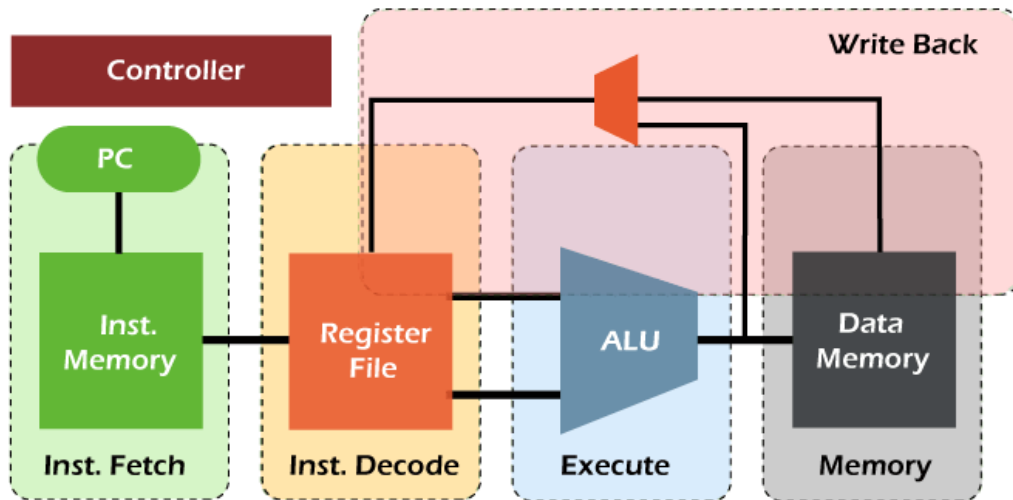 Write Back
Controller
PC
Inst.
Memory
Register
File
ALU
Data
Memory
Inst. Fetch
Inst. Decode
Execute
Memory